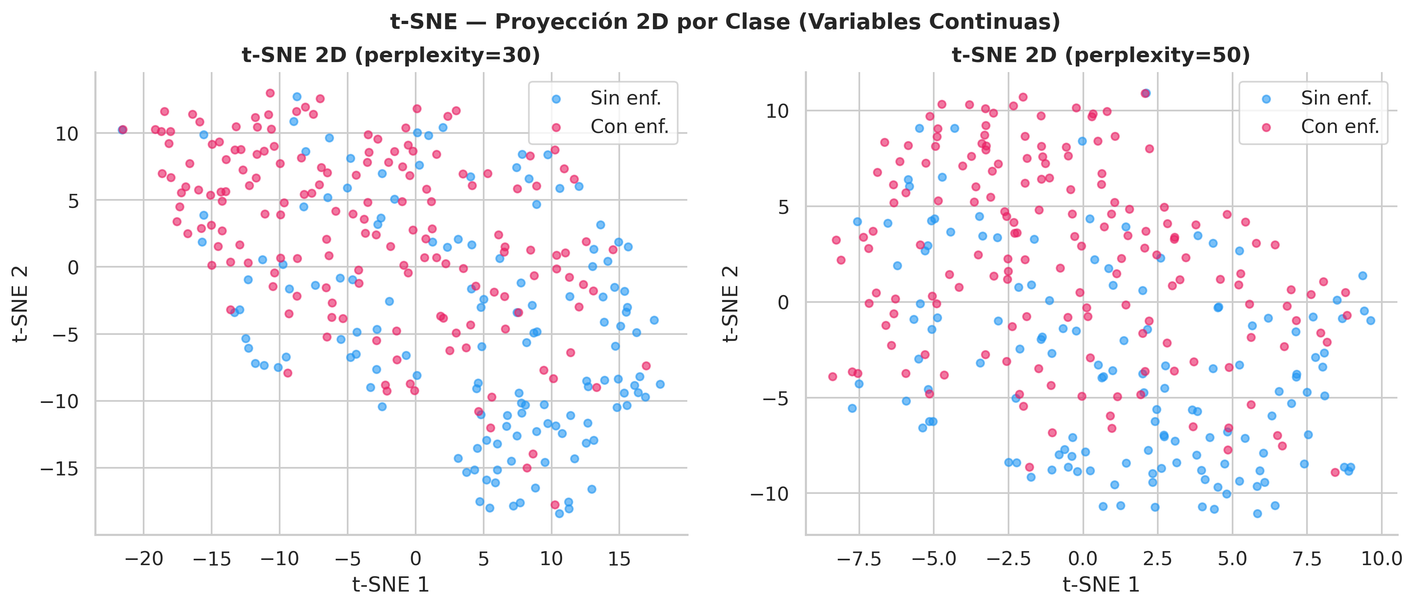 t-SNE — Proyección 2D por Clase (Variables Continuas)
t-SNE 2D (perplexity=30)
Sin enf.
Con enf.
10
5
0
−5
−10
−15
t-SNE 2
−20
−15
−10
−5
0
5
10
15
t-SNE 1
t-SNE 2D (perplexity=50)
Sin enf.
Con enf.
10
5
0
−5
−10
t-SNE 2
−7.5
−5.0
−2.5
0.0
2.5
5.0
7.5
10.0
t-SNE 1